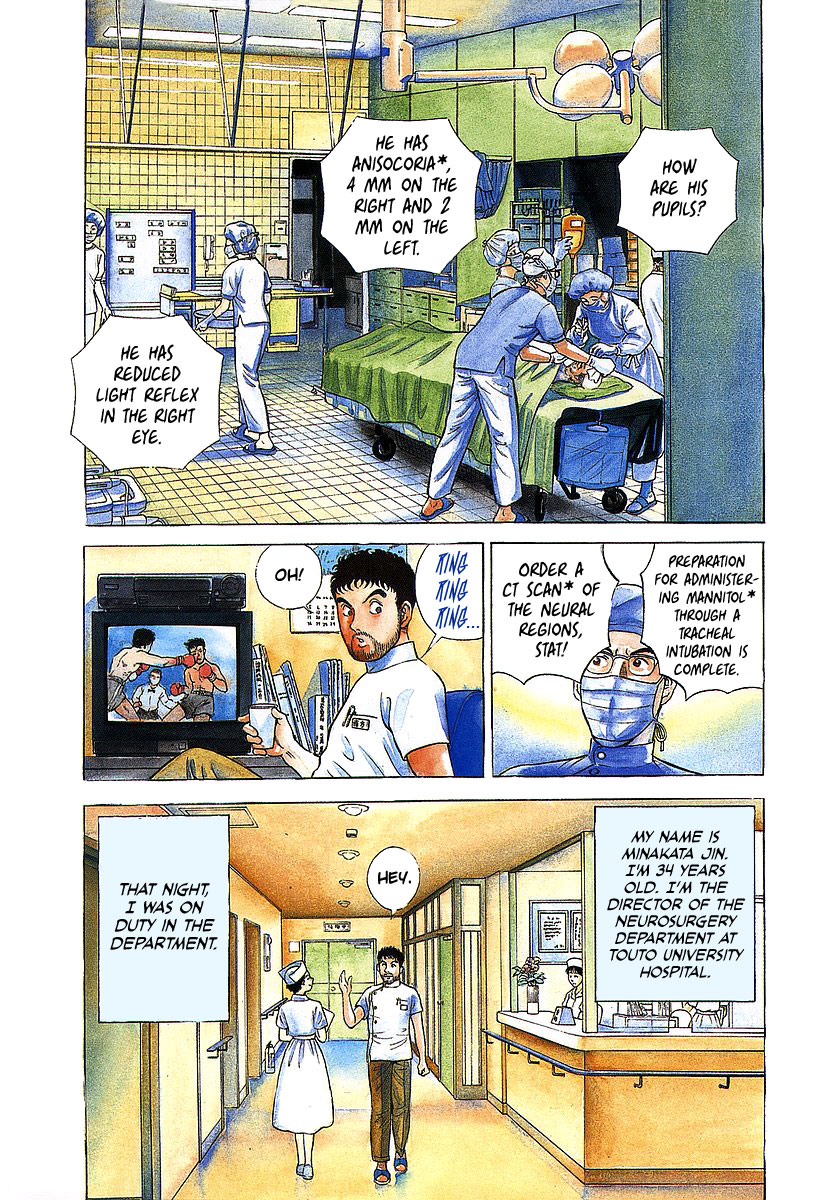 HOW
ARE HIS
PUPILS?
HE HAS
ANISOCORIA*,
4 MM ON THE
RIGHT AND 2
MM ON THE
LEFT.
HE HAS
REDUCED
LIGHT REFLEX
IN THE RIGHT
EYE.
PREPARATION
FOR ADMINISTER-
ING MANNITOL*
THROUGH A
TRACHEAL
INTUBATION IS
COMPLETE.
ORDER A
CT SCAN* OF
THE NEURAL
REGIONS,
STAT!
RING
RING
RING...
OH!
MY NAME IS
MINAKATA JIN.
I'M 34 YEARS
OLD. I'M THE
DIRECTOR OF THE
NEUROSURGERY
DEPARTMENT AT
TOUTO UNIVERSITY
HOSPITAL.
HEY.
THAT NIGHT,
I WAS ON
DUTY IN THE
DEPARTMENT.